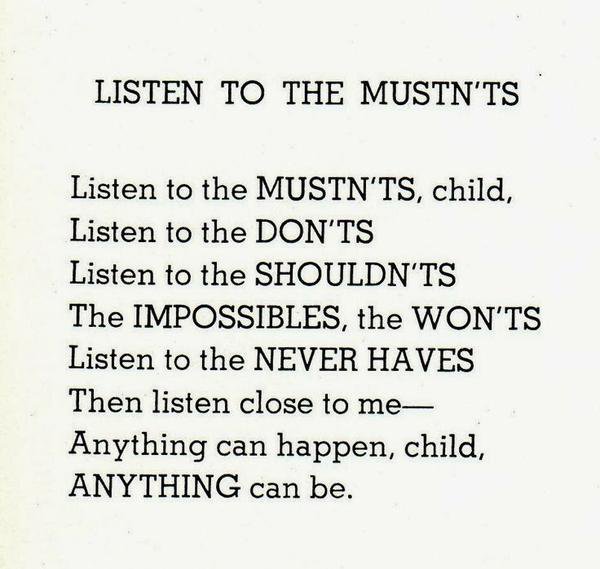 LISTEN TO THE MUSTN'TS
Listen to the MUSTN'TS, child,
Listen to the DON'TS
Listen to the SHOULDN'TS
The IMPOSSIBLES, the WON'TS
Listen to the NEVER HAVES
Then listen close to me—
Anything can happen, child,
ANYTHING can be.